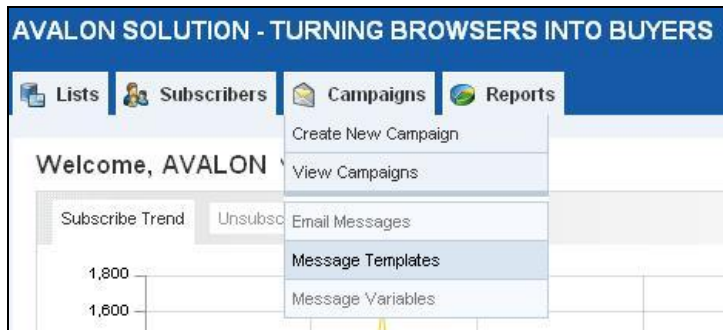 AVALON SOLUTION - TURNING BROWSERS INTO BUYERS
Lists Subscribers Campaigns Reports
Create New Campaign
Welcome, AVALON
View Campaigns
Subscribe Trend Unsubsc
Email Messages
Message Templates
1,800
Message Variables
1,600